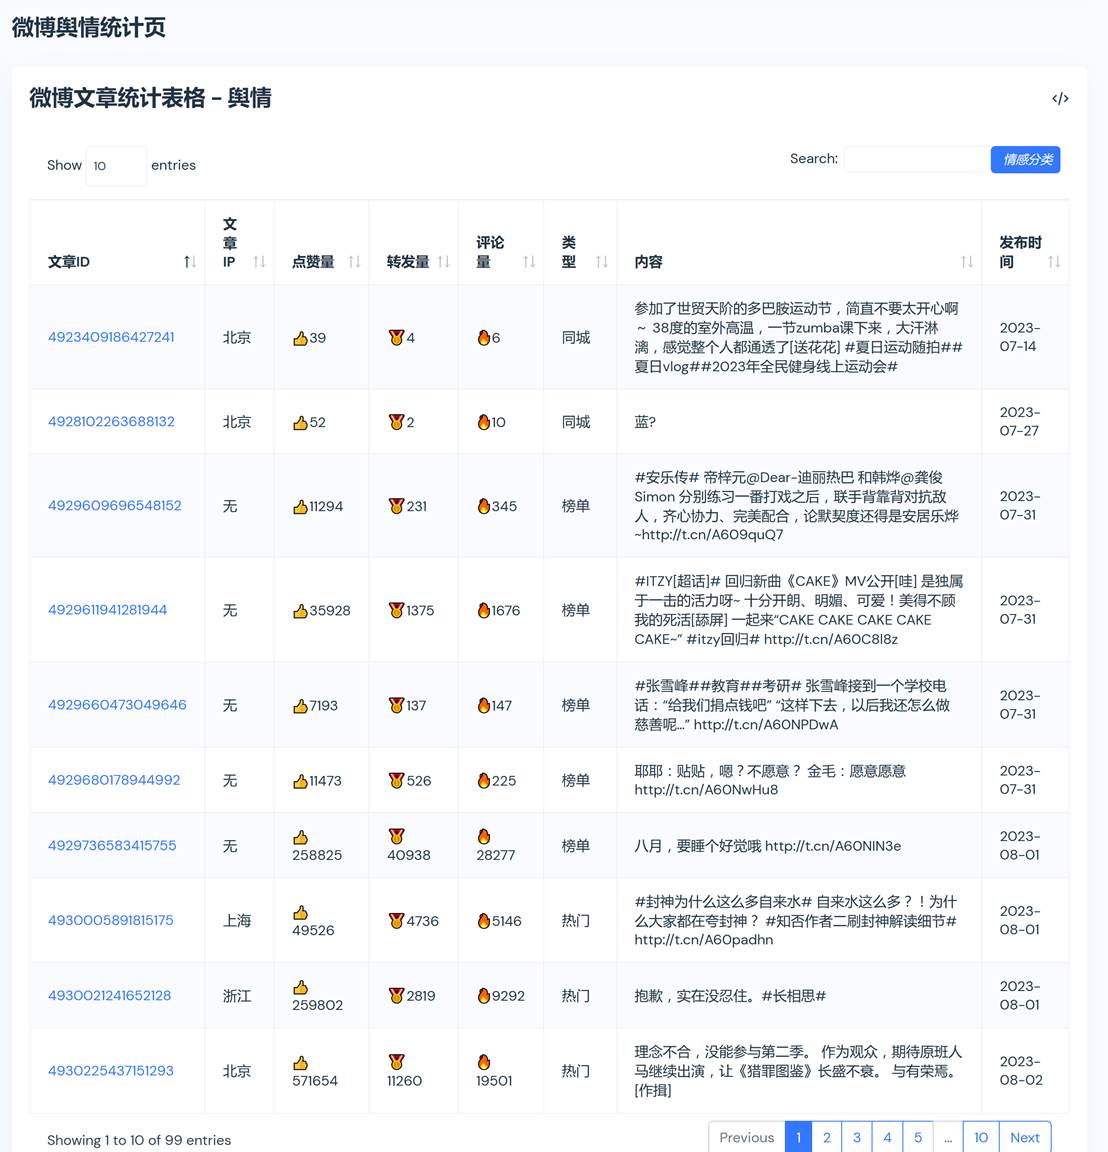 微博舆情统计页
微博文章统计表格 - 舆情
</>
Show 10 entries
Search: 情感分类
文章ID 文章IP 点赞量 转发量 评论量 类型 内容 发布时间
4923409186427241 北京 39 4 6 同城
参加了世贸天阶的多巴胺运动节，简直不要太开心啊
～ 38度的室外高温，一节zumba课下来，大汗淋
漓，感觉整个人都通透了[送花花] #夏日运动随拍##
夏日vlog##2023年全民健身线上运动会#
2023-
07-14
4928102263688132 北京 52 2 10 同城 蓝?
2023-
07-27
4929609696548152 无 11294 231 345 榜单
#安乐传# 帝梓元@Dear-迪丽热巴 和韩烨@龚俊
Simon 分别练习一番打戏之后，联手背靠背对抗敌
人，齐心协力、完美配合，论默契度还得是安居乐烨
~http://t.cn/A609quQ7
2023-
07-31
4929611941281944 无 35928 1375 1676 榜单
#ITZY[超话]# 回归新曲《CAKE》MV公开[哇] 是独属
于一击的活力呀~ 十分开朗、明媚、可爱！美得不顾
我的死活[舔屏] 一起来“CAKE CAKE CAKE CAKE
CAKE~” #itzy回归# http://t.cn/A60C8l8z
2023-
07-31
4929660473049646 无 7193 137 147 榜单
#张雪峰##教育##考研# 张雪峰接到一个学校电
话：“给我们捐点钱吧” “这样下去，以后我还怎么做
慈善呢...” http://t.cn/A60NPDwA
2023-
07-31
4929680178944992 无 11473 526 225 榜单
耶耶：贴贴，嗯？不愿意？ 金毛：愿意愿意
http://t.cn/A60NwHu8
2023-
07-31
4929736583415755 无 258825 40938 28277 榜单 八月，要睡个好觉哦 http://t.cn/A60NIN3e
2023-
08-01
4930005891815175 上海 49526 4736 5146 热门
#封神为什么这么多自来水# 自来水这么多？！为什
么大家都在夸封神？ #知否作者二刷封神解读细节#
http://t.cn/A60padhn
2023-
08-01
4930021241652128 浙江 259802 2819 9292 热门 抱歉，实在没忍住。#长相思#
2023-
08-01
4930225437151293 北京 571654 11260 19501 热门
理念不合，没能参与第二季。 作为观众，期待原班人
马继续出演，让《猎罪图鉴》长盛不衰。 与有荣焉。
[作揖]
2023-
08-02
Showing 1 to 10 of 99 entries
Previous 1 2 3 4 5 ... 10 Next